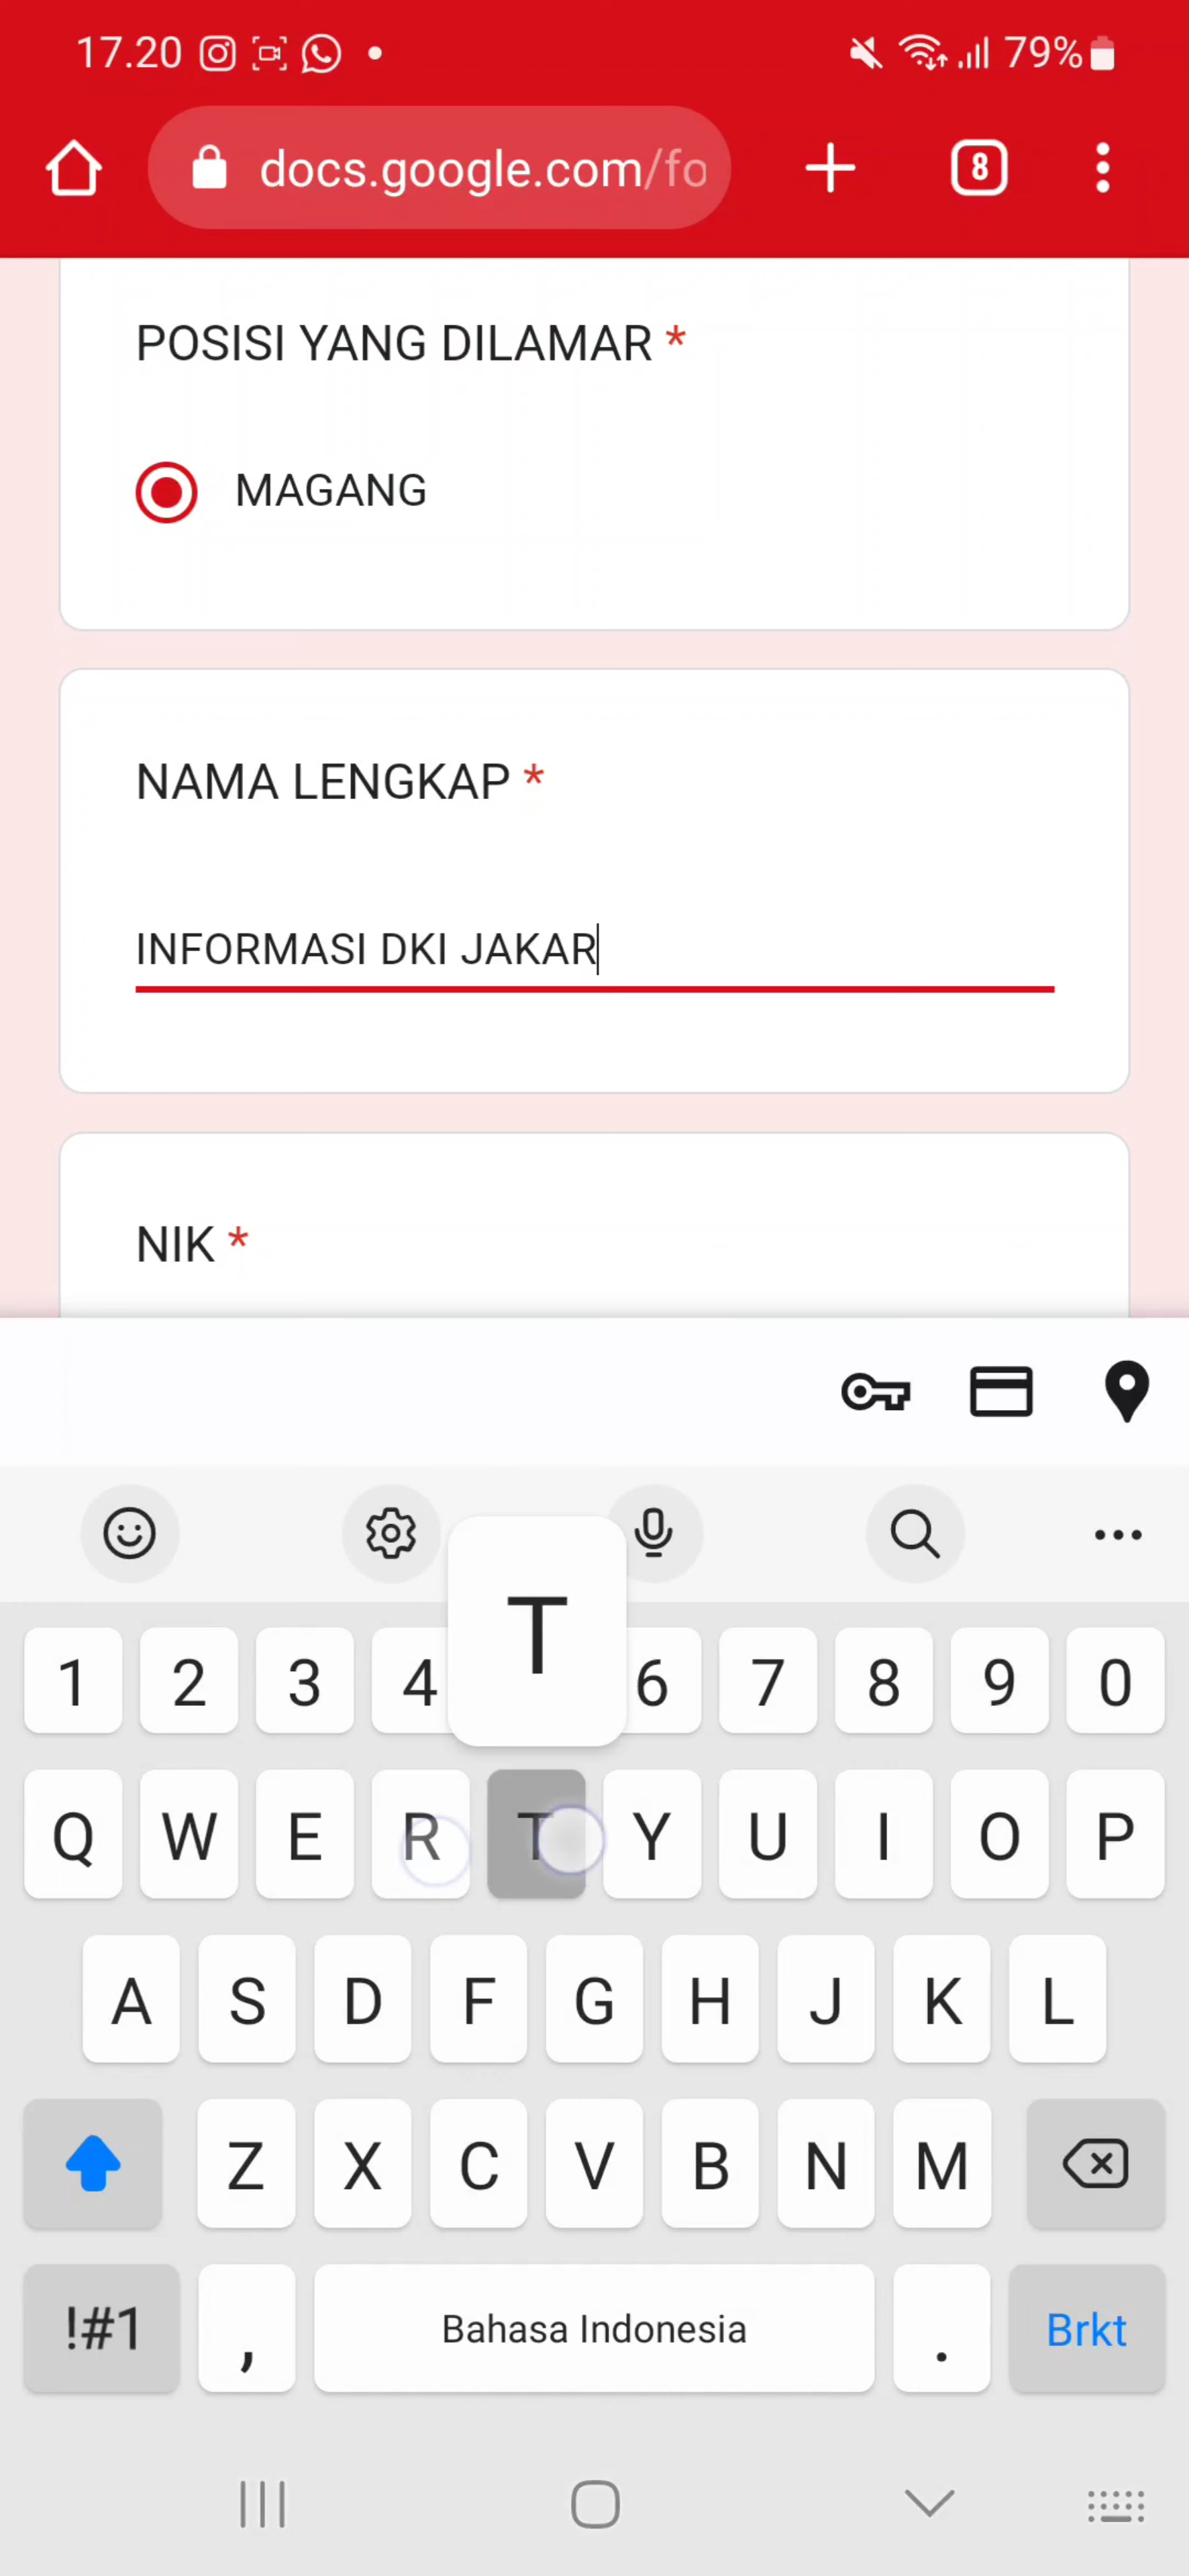 17.20
79%
docs.google.com/fo
8
POSISI YANG DILAMAR *
MAGANG
NAMA LENGKAP *
INFORMASI DKI JAKAR
NIK *
T
1 2 3 4 6 7 8 9 0
Q W E R T Y U I O P
A S D F G H J K L
Z X C V B N M
!#1 , Bahasa Indonesia . Brkt